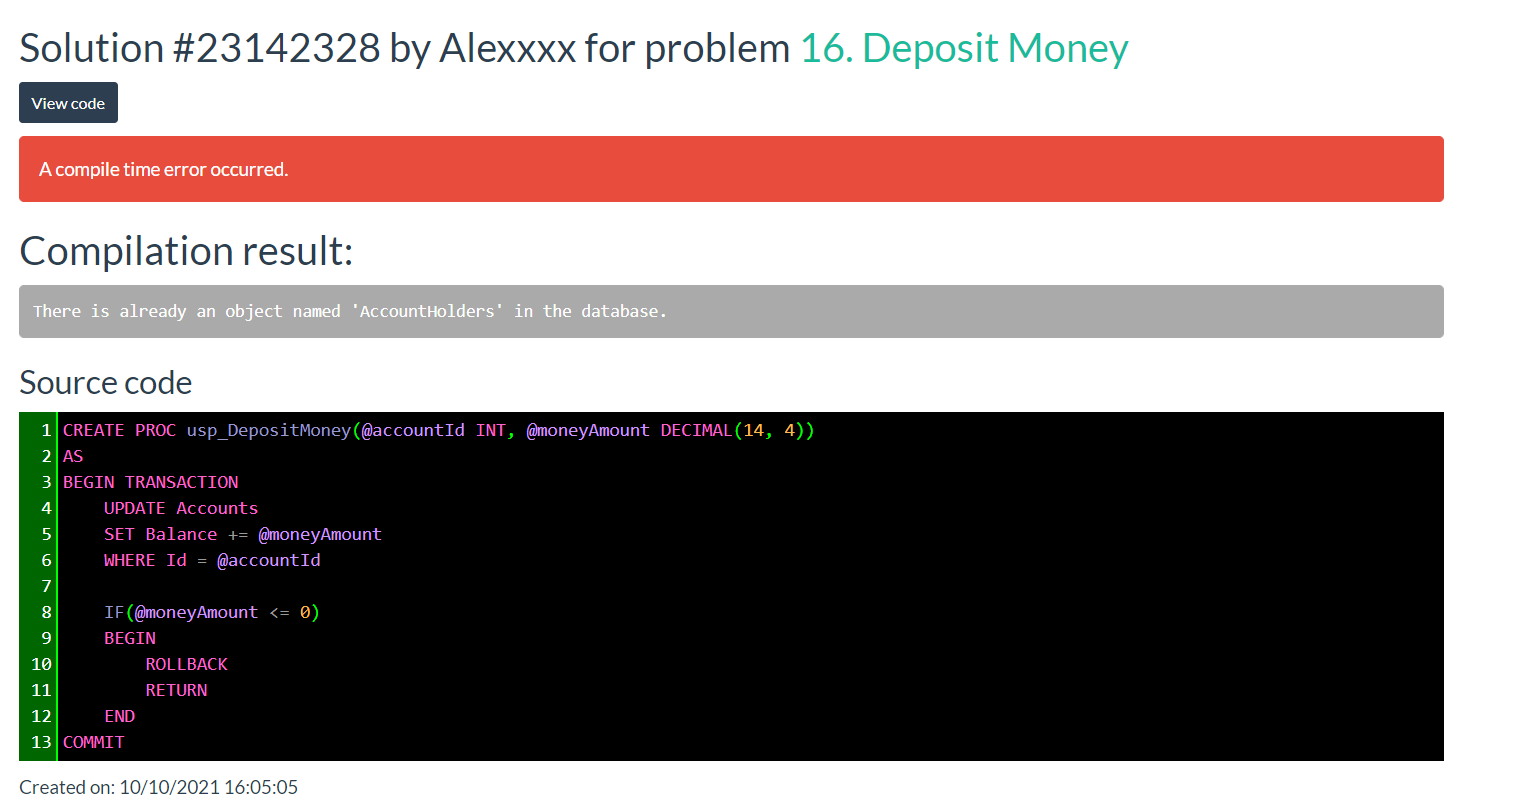 Solution #23142328 by Alexxxx for problem 16. Deposit Money
View code
A compile time error occurred.
Compilation result:
There is already an object named 'AccountHolders' in the database.
Source code
1 CREATE PROC usp_DepositMoney(@accountId INT, @moneyAmount DECIMAL(14, 4))
2 AS
3 BEGIN TRANSACTION
4     UPDATE Accounts
5     SET Balance += @moneyAmount
6     WHERE Id = @accountId
7
8     IF(@moneyAmount <= 0)
9     BEGIN
10         ROLLBACK
11         RETURN
12     END
13 COMMIT
Created on: 10/10/2021 16:05:05